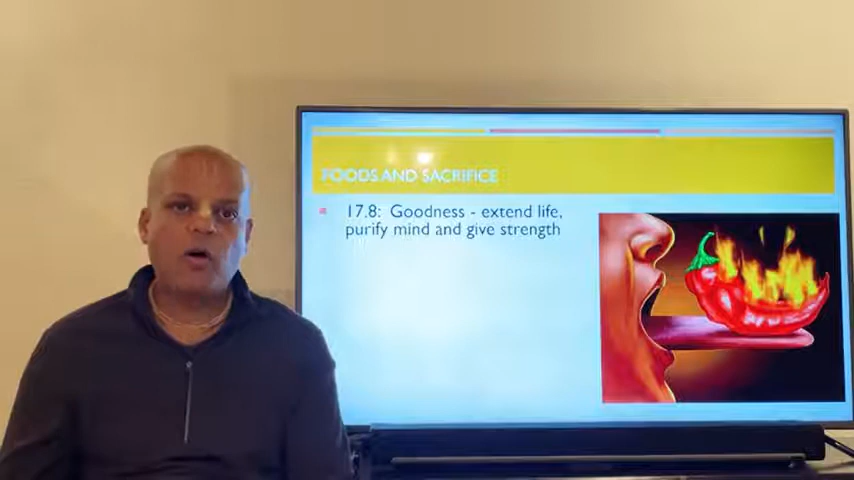 FOODS AND SACRIFICE
17.8: Goodness - extend life,
purify mind and give strength